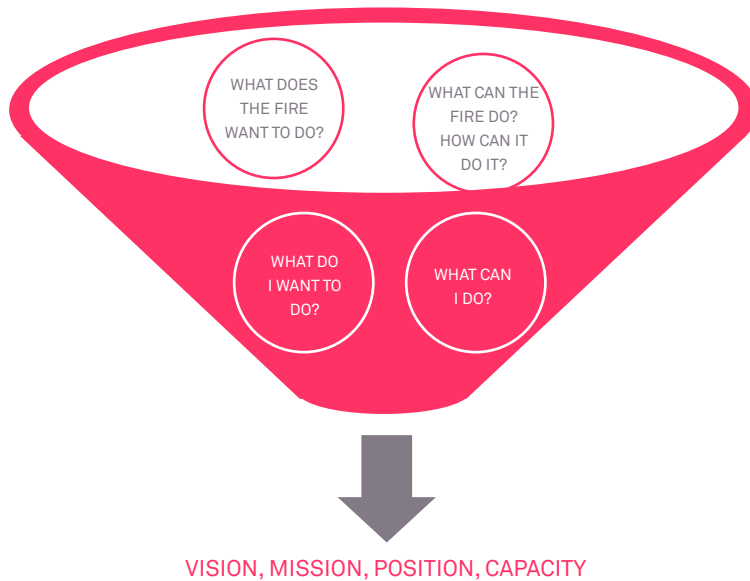 WHAT DOES
THE FIRE
WANT TO DO?
WHAT CAN THE
FIRE DO?
HOW CAN IT
DO IT?
WHAT DO
I WANT TO
DO?
WHAT CAN
I DO?
VISION, MISSION, POSITION, CAPACITY